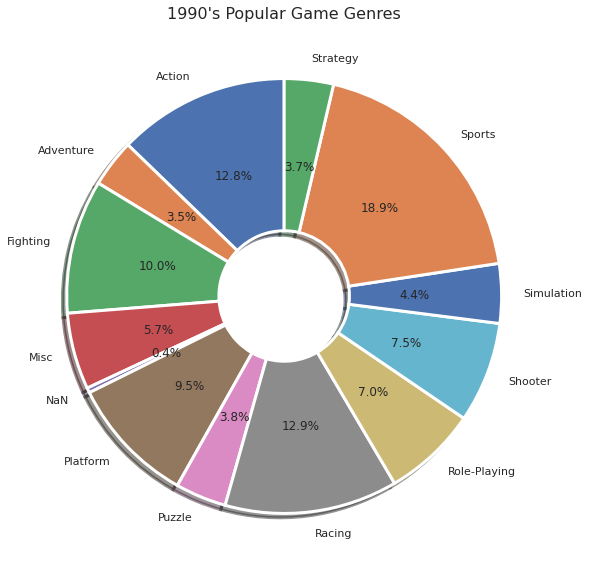 1990's Popular Game Genres
Strategy
Action
Sports
Adventure
3.7%
12.8%
18.9%
3.5%
Fighting
10.0%
Simulation
4.4%
5.7%
7.5%
Misc
0.4%
Shooter
9.5%
7.0%
NaN
3.8%
12.9%
Platform
Role-Playing
Puzzle
Racing